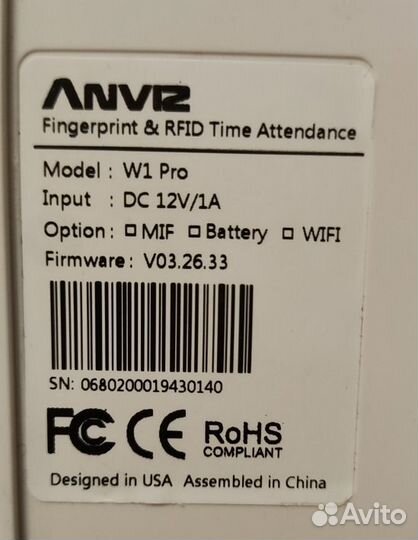 ANVIZ
Fingerprint & RFID Time Attendance
Model : W1 Pro
Input : DC 12V/1A
Option: □ MIF □ Battery □ WIFI
Firmware: V03.26.33
SN: 0680200019430140
FC CE RoHS
COMPLIANT
Designed in USA Assembled in China
Avito